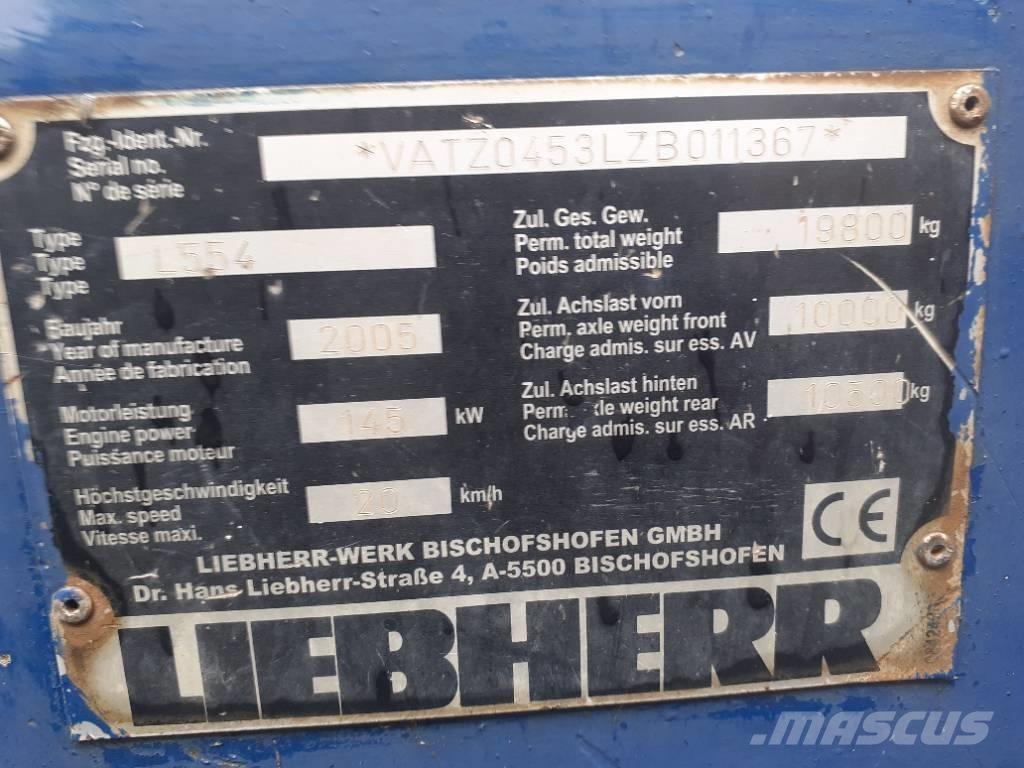 Fzg.-Ident.-Nr.
Serial no.
N° de série
*VATZ0453LZB011367*
Type
Type
Type
L554
Baujahr
Year of manufacture
Année de fabrication
2005
Motorleistung
Engine power
Puissance moteur
145 kW
Höchstgeschwindigkeit
Max. speed
Vitesse maxi.
20 km/h
Zul. Ges. Gew.
Perm. total weight
Poids admissible
19800 kg
Zul. Achslast vorn
Perm. axle weight front
Charge admis. sur ess. AV
10000 kg
Zul. Achslast hinten
Perm. axle weight rear
Charge admis. sur ess. AR
10500 kg
CE
LIEBHERR-WERK BISCHOFSHOFEN GMBH
Dr. Hans Liebherr-Straße 4, A-5500 BISCHOFSHOFEN
LIEBHERR
MASCUS